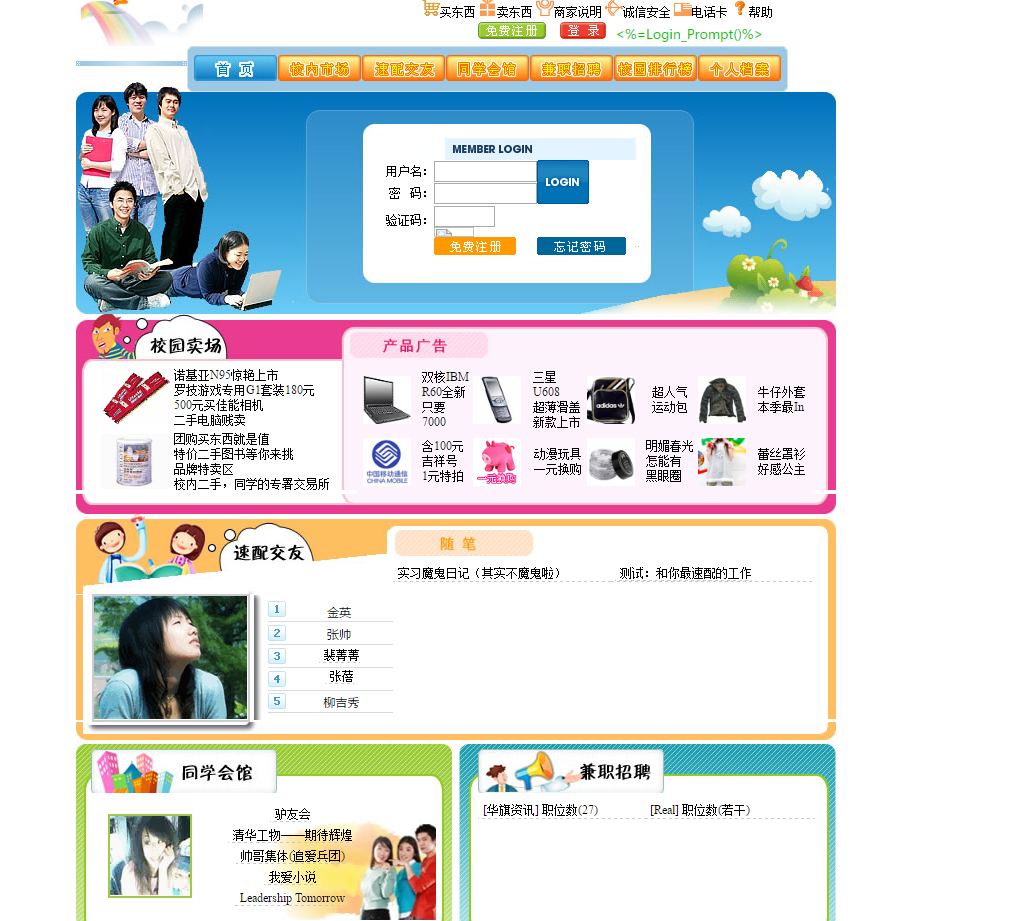 买东西 卖东西 商家说明 诚信安全 电话卡 帮助
免费注册 登 录 <%=Login_Prompt()%>
首 页 校内市场 速配交友 同学会馆 兼职招聘 校园排行榜 个人档案
MEMBER LOGIN
用户名：
密 码：
LOGIN
验证码：
免费注册 忘记密码
校园卖场
诺基亚N95惊艳上市
罗技游戏专用G1套装180元
500元买佳能相机
二手电脑贱卖
团购买东西就是值
特价二手图书等你来挑
品牌特卖区
校内二手，同学的专署交易所
产品广告
双核IBM
R60全新
只要
7000
三星
U608
超薄滑盖
新款上市
adidas
超人气
运动包
牛仔外套
本季最In
中国移动通信
CHINA MOBILE
含100元
吉祥号
1元特拍
一元换购
动漫玩具
一元换购
明媚春光
怎能有
黑眼圈
蕾丝罩衫
好感公主
速配交友
1 金英
2 张帅
3 裴菁菁
4 张蓓
5 柳吉秀
随 笔
实习魔鬼日记（其实不魔鬼啦） 测试：和你最速配的工作
同学会馆
驴友会
清华工物——期待辉煌
帅哥集体(追爱兵团)
我爱小说
Leadership Tomorrow
兼职招聘
[华旗资讯] 职位数(27) [Real] 职位数(若干)